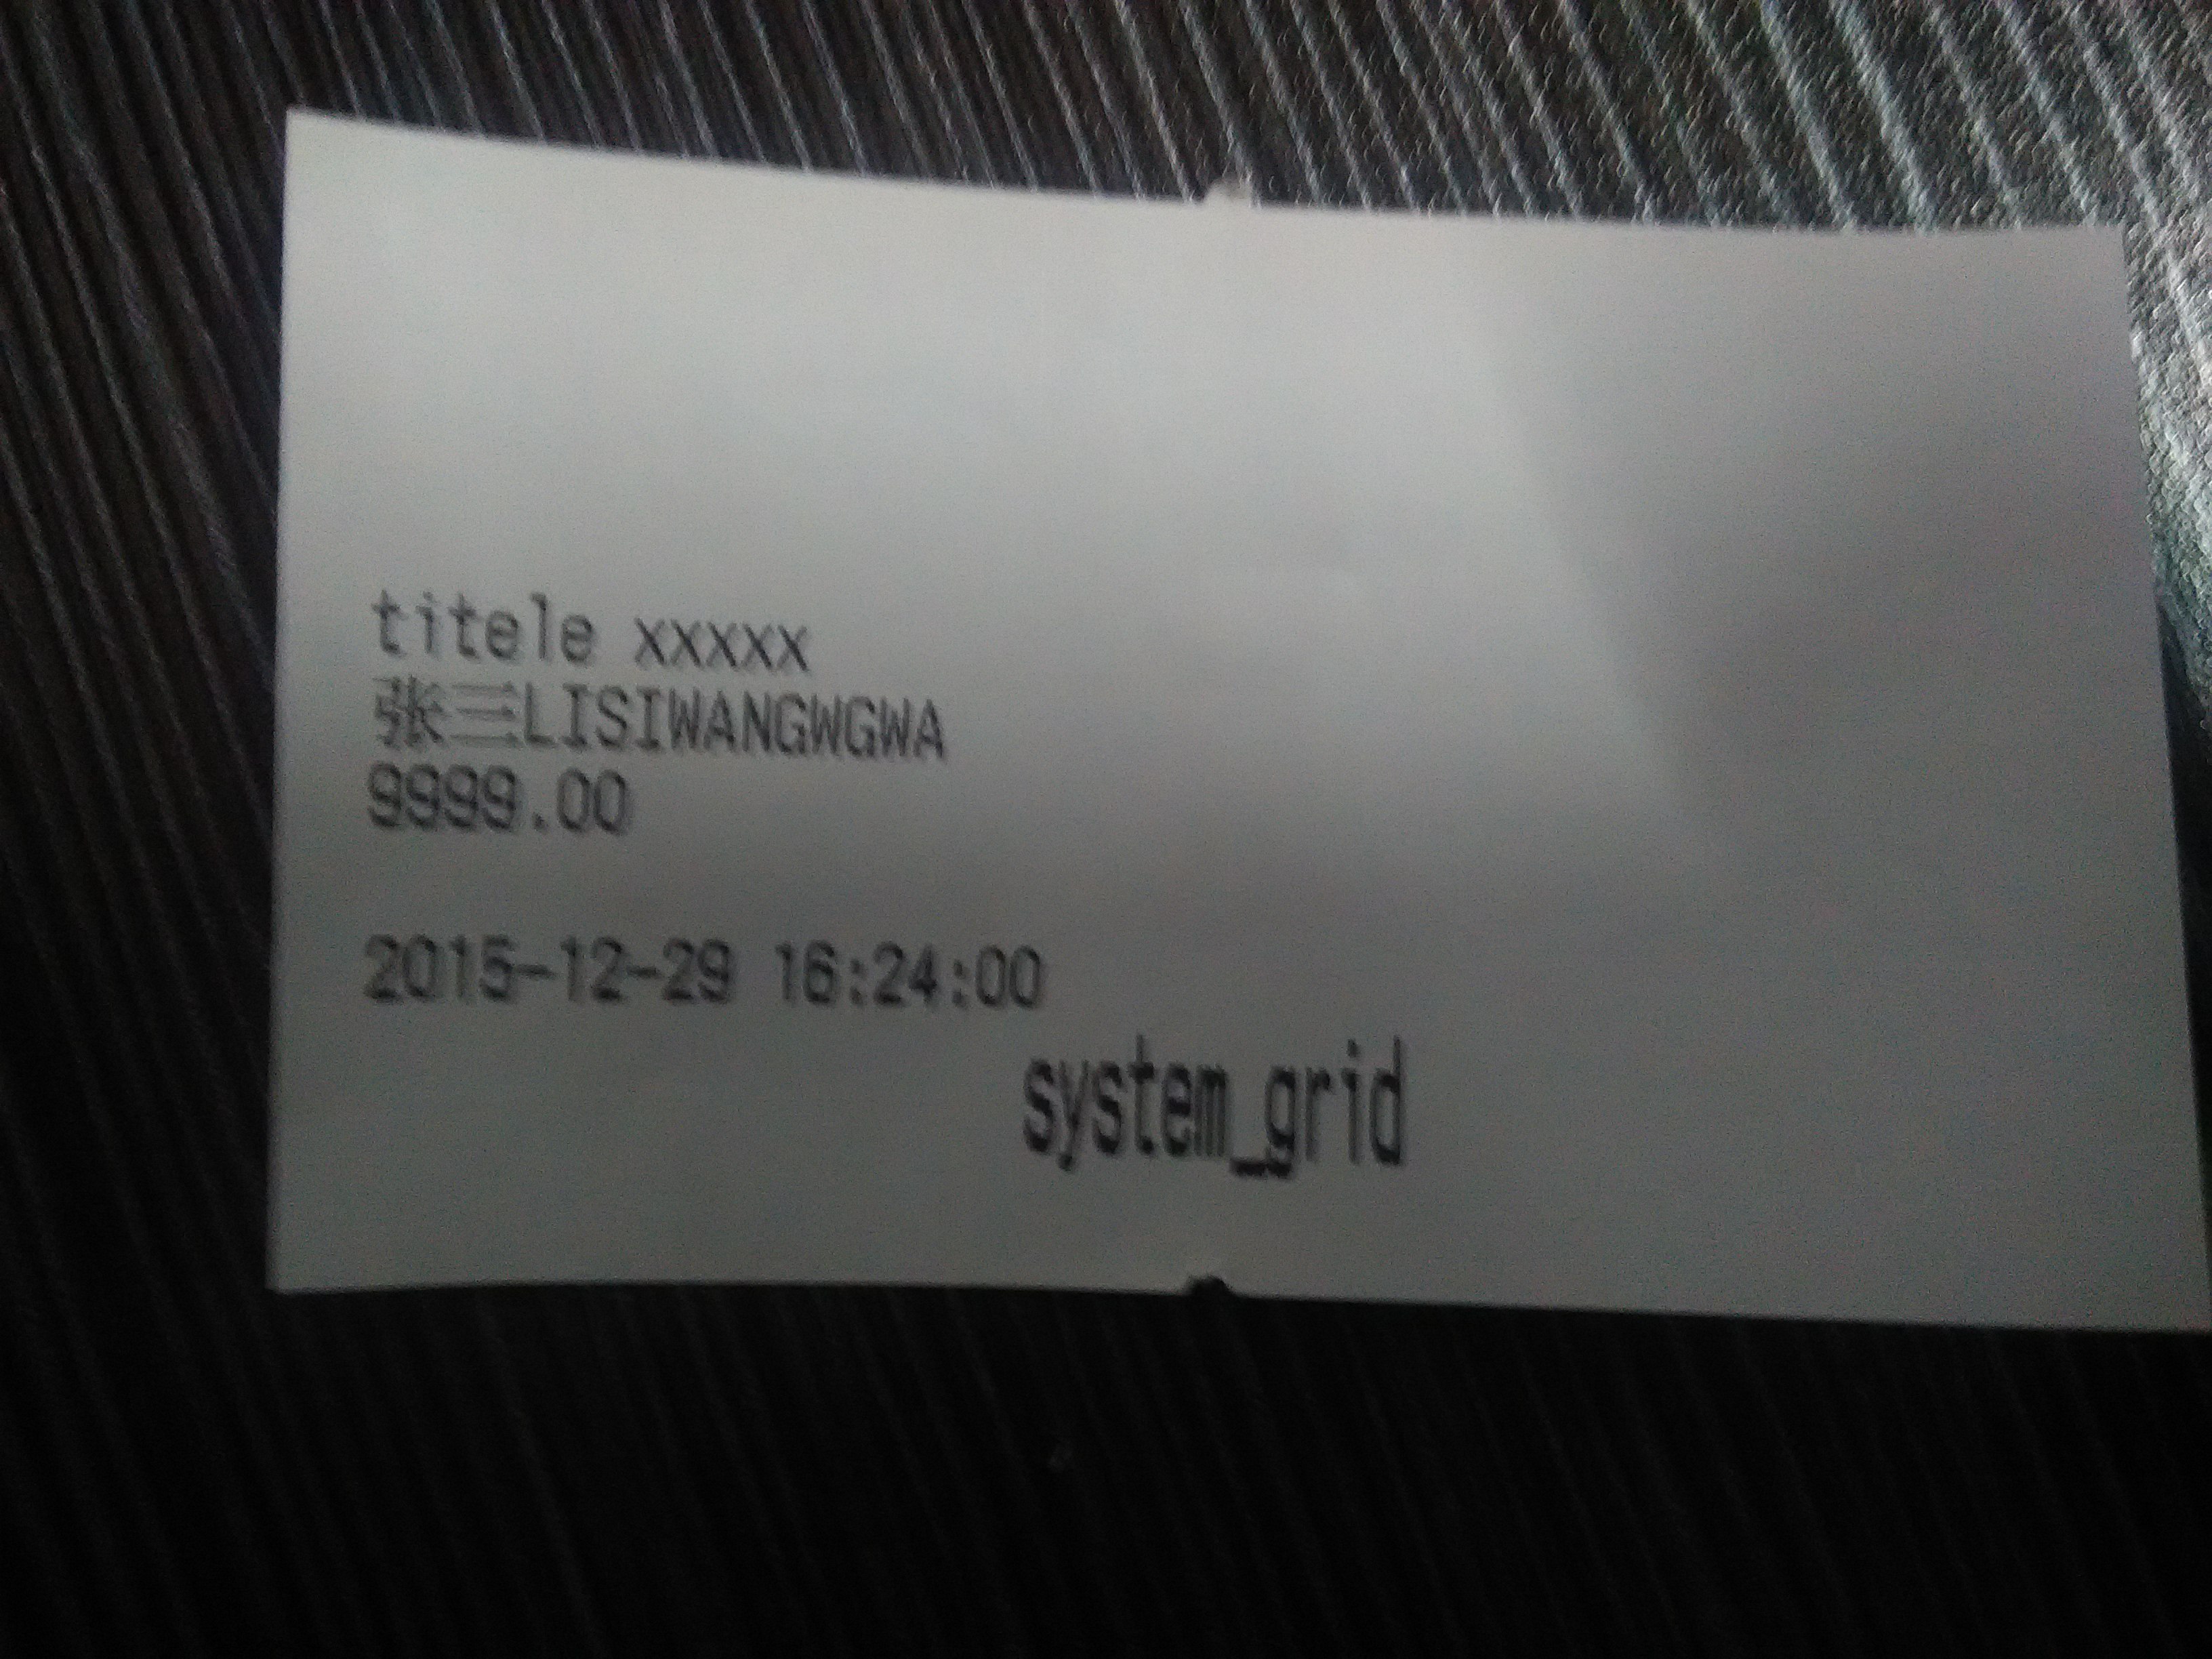 titele xxxxx
张三LISIWANGWGWA
9999.00
2015-12-29 16:24:00
system_grid